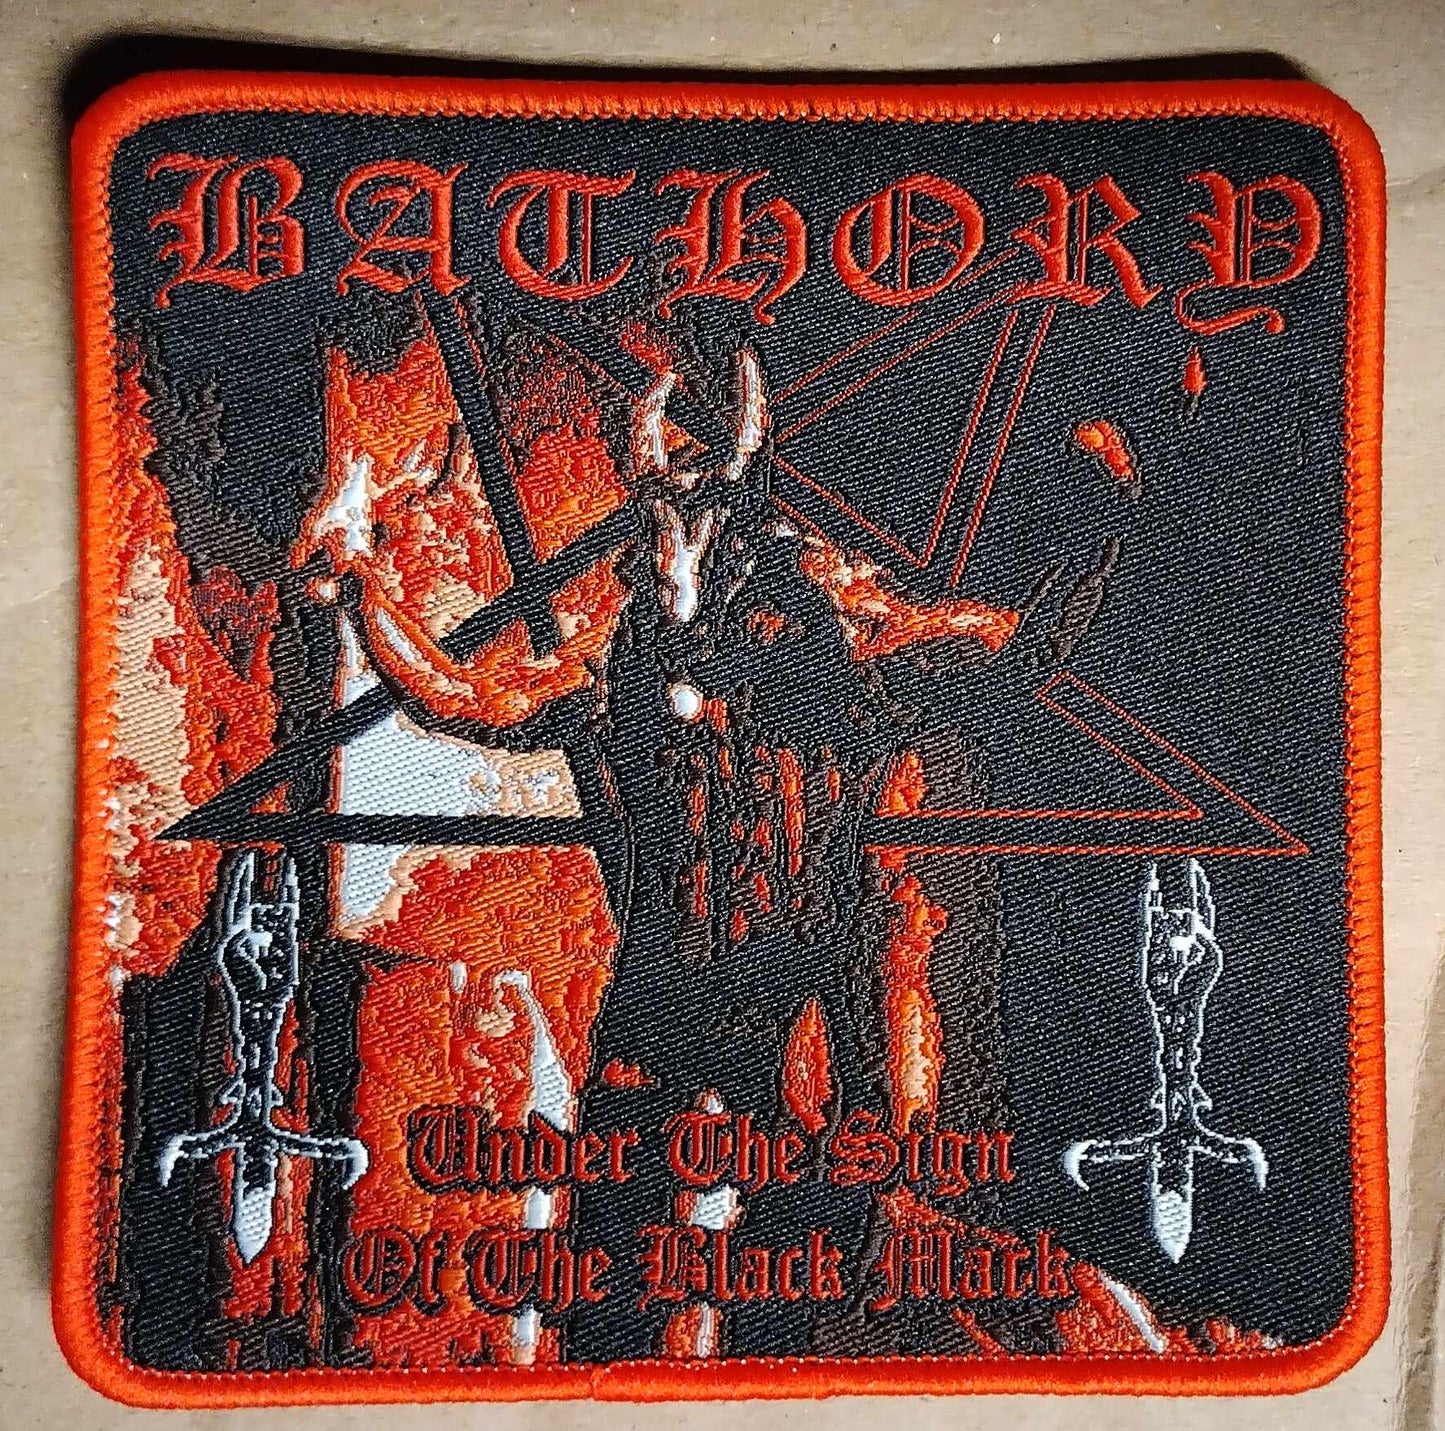 BATHORY
Under The Sign
Of The Black Mark